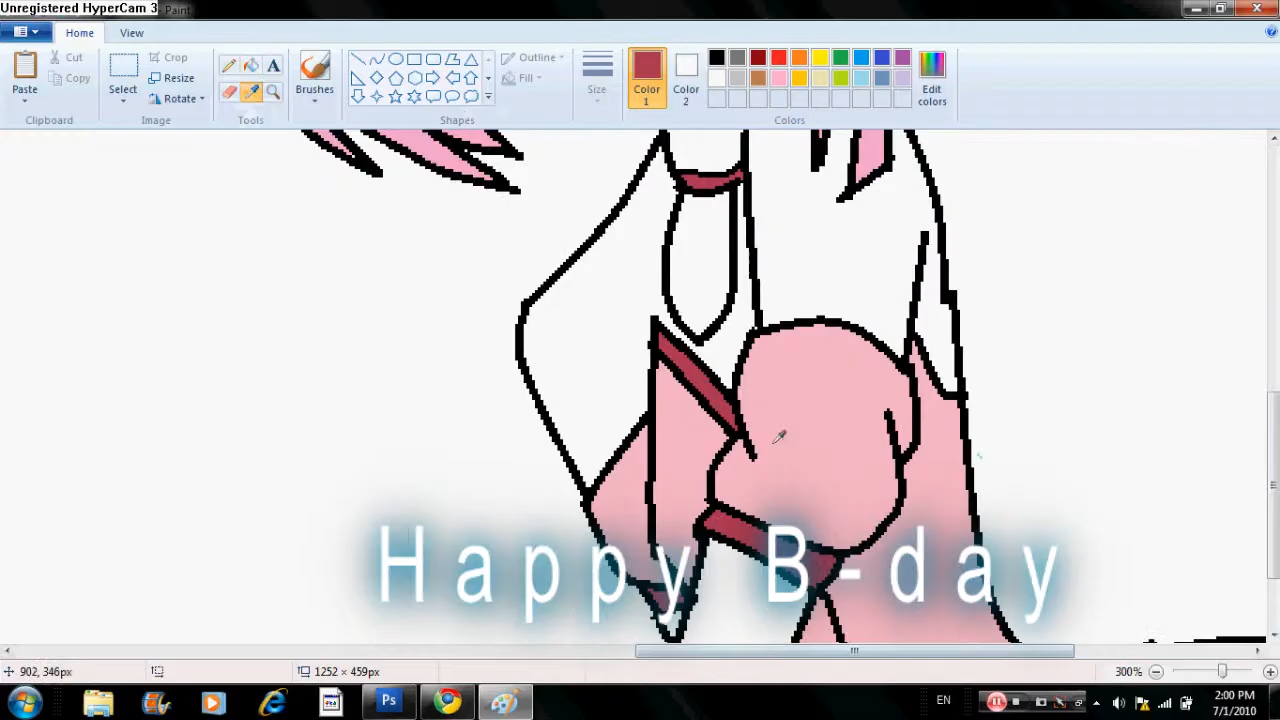 Unregistered HyperCam 3
Paint
Home
View
Paste
Cut
Copy
Clipboard
Select
Crop
Resize
Rotate
Image
A
Tools
Brushes
Outline
Fill
Shapes
Size
Color 1
Color 2
Edit colors
Colors
Happy B-day
902, 346px
1252 × 459px
300%
Ps
EN
2:00 PM
7/1/2010